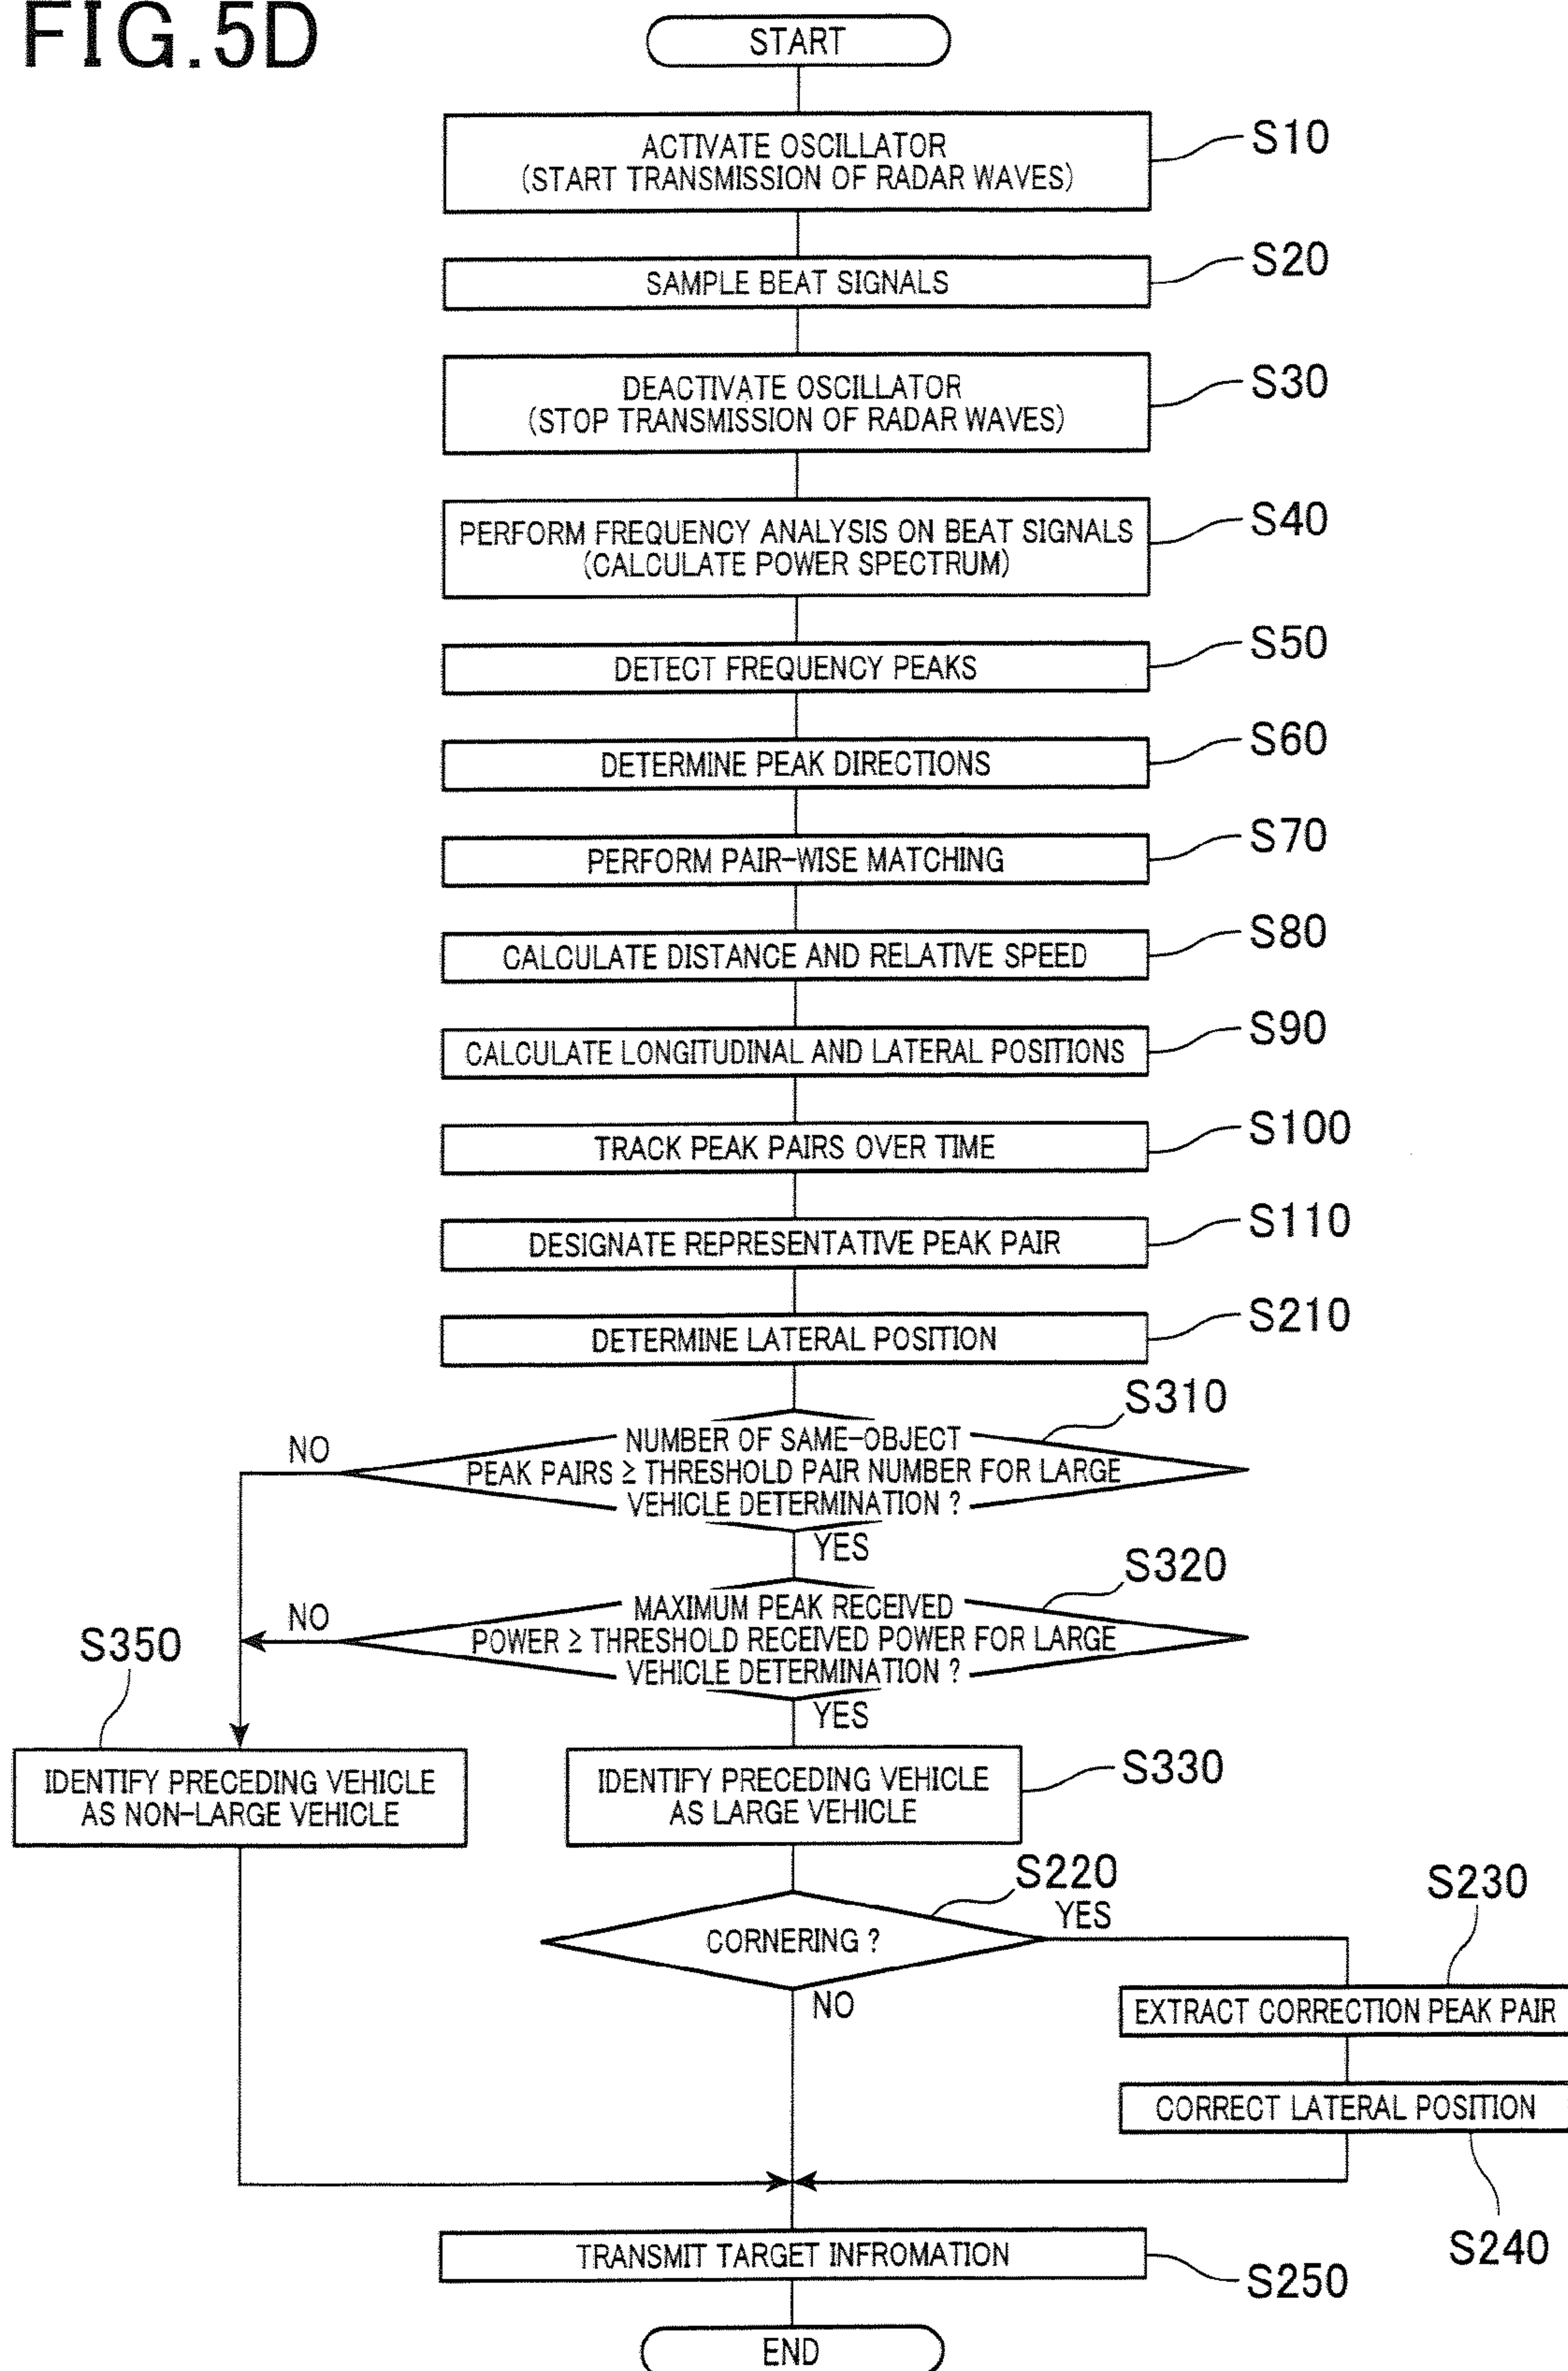 FIG.5D
START
ACTIVATE OSCILLATOR
(START TRANSMISSION OF RADAR WAVES)
S10
SAMPLE BEAT SIGNALS
S20
DEACTIVATE OSCILLATOR
(STOP TRANSMISSION OF RADAR WAVES)
S30
PERFORM FREQUENCY ANALYSIS ON BEAT SIGNALS
(CALCULATE POWER SPECTRUM)
S40
DETECT FREQUENCY PEAKS
S50
DETERMINE PEAK DIRECTIONS
S60
PERFORM PAIR-WISE MATCHING
S70
CALCULATE DISTANCE AND RELATIVE SPEED
S80
CALCULATE LONGITUDINAL AND LATERAL POSITIONS
S90
TRACK PEAK PAIRS OVER TIME
S100
DESIGNATE REPRESENTATIVE PEAK PAIR
S110
DETERMINE LATERAL POSITION
S210
S310
NO
NUMBER OF SAME-OBJECT
PEAK PAIRS ≥ THRESHOLD PAIR NUMBER FOR LARGE
VEHICLE DETERMINATION ?
YES
S320
NO
MAXIMUM PEAK RECEIVED
POWER ≥ THRESHOLD RECEIVED POWER FOR LARGE
VEHICLE DETERMINATION ?
YES
S350
IDENTIFY PRECEDING VEHICLE
AS NON-LARGE VEHICLE
IDENTIFY PRECEDING VEHICLE
AS LARGE VEHICLE
S330
S220
CORNERING ?
YES
NO
S230
EXTRACT CORRECTION PEAK PAIR
CORRECT LATERAL POSITION
S240
TRANSMIT TARGET INFROMATION
S250
END